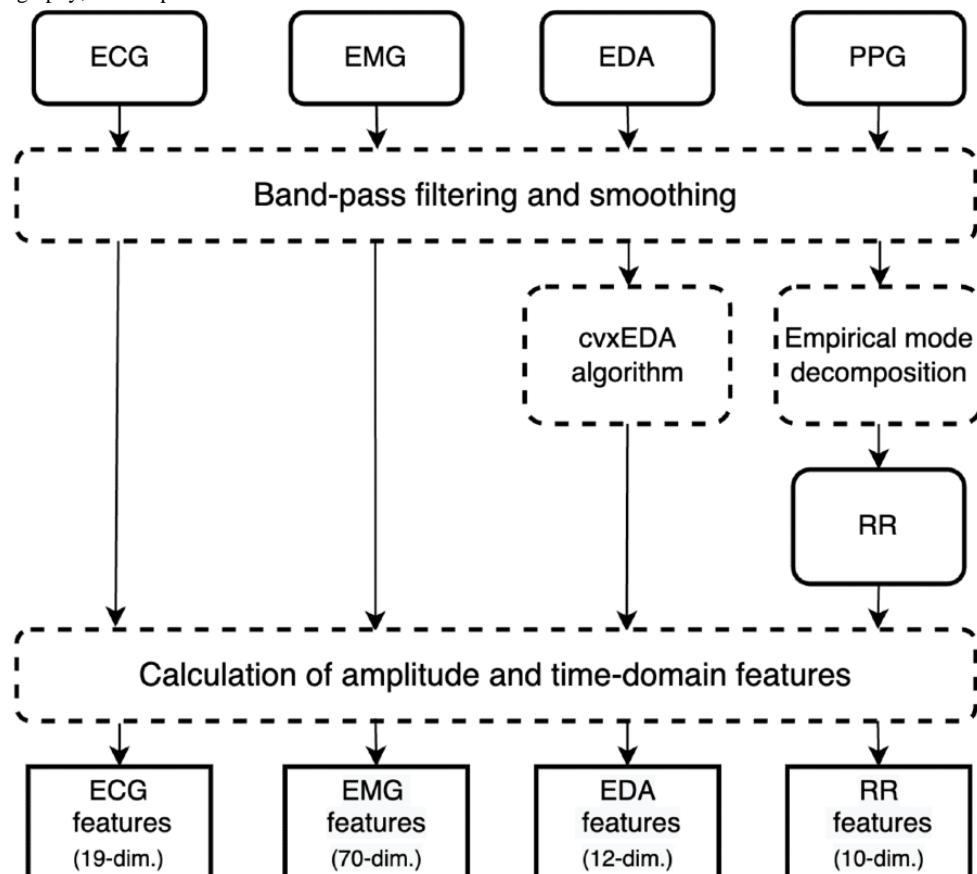 ECG
EMG
EDA
PPG
Band-pass filtering and smoothing
cvxEDA
algorithm
Empirical mode
decomposition
RR
Calculation of amplitude and time-domain features
ECG
features
(19-dim.)
EMG
features
(70-dim.)
EDA
features
(12-dim.)
RR
features
(10-dim.)